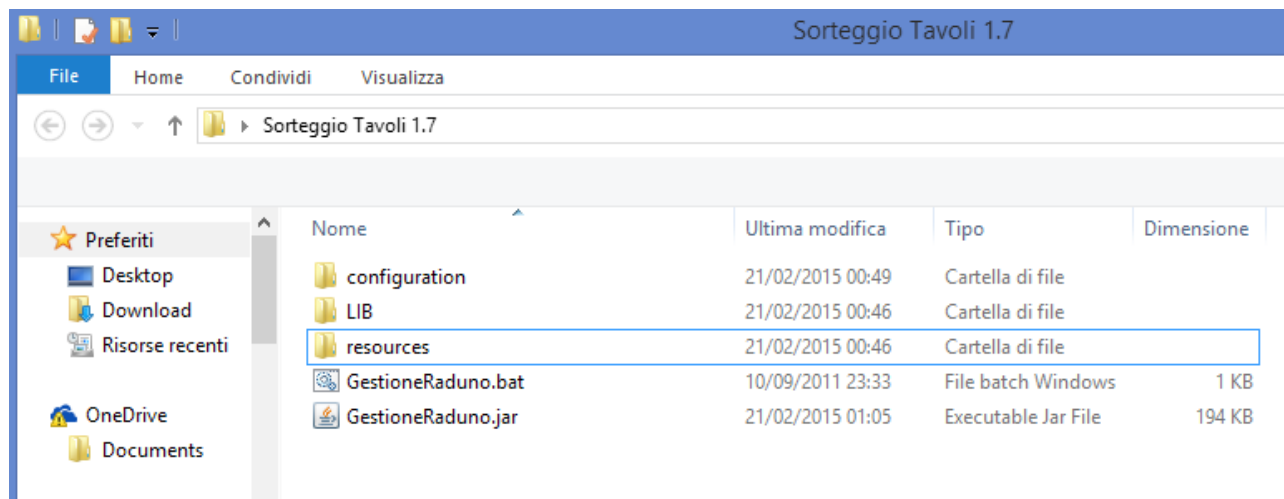 Sorteggio Tavoli 1.7
File Home Condividi Visualizza
Sorteggio Tavoli 1.7
Preferiti
Desktop
Download
Risorse recenti
OneDrive
Documents
Nome Ultima modifica Tipo Dimensione
configuration 21/02/2015 00:49 Cartella di file
LIB 21/02/2015 00:46 Cartella di file
resources 21/02/2015 00:46 Cartella di file
GestioneRaduno.bat 10/09/2011 23:33 File batch Windows 1 KB
GestioneRaduno.jar 21/02/2015 01:05 Executable Jar File 194 KB